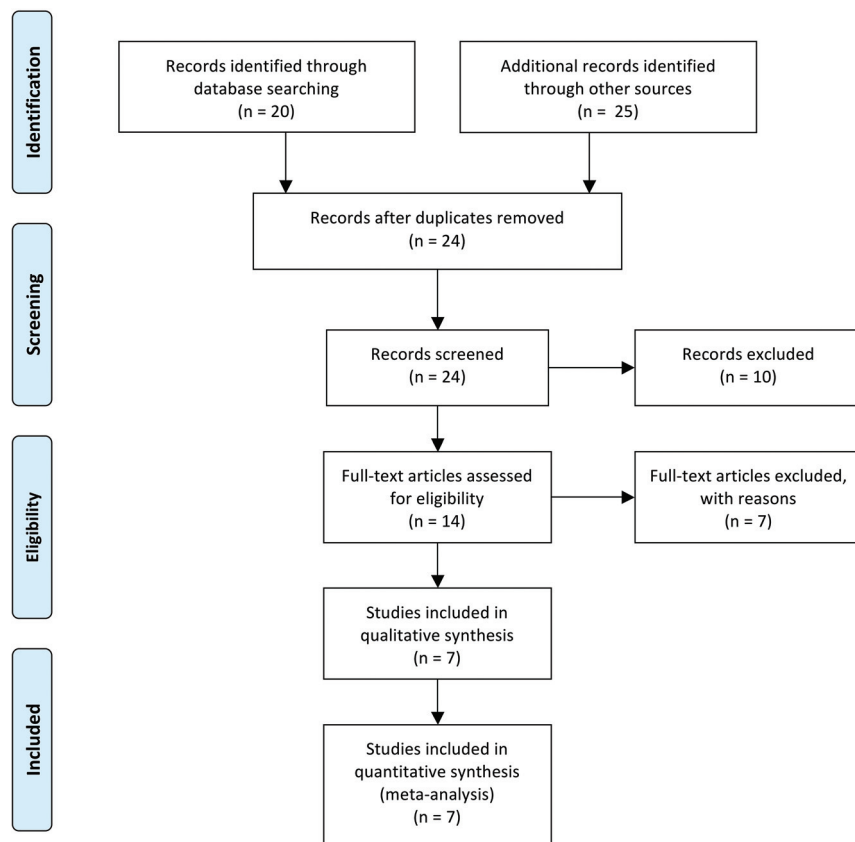 Identification
Records identified through
database searching
(n = 20)
Additional records identified
through other sources
(n = 25)
Records after duplicates removed
(n = 24)
Screening
Records screened
(n = 24)
Records excluded
(n = 10)
Eligibility
Full-text articles assessed
for eligibility
(n = 14)
Full-text articles excluded,
with reasons
(n = 7)
Studies included in
qualitative synthesis
(n = 7)
Included
Studies included in
quantitative synthesis
(meta-analysis)
(n = 7)